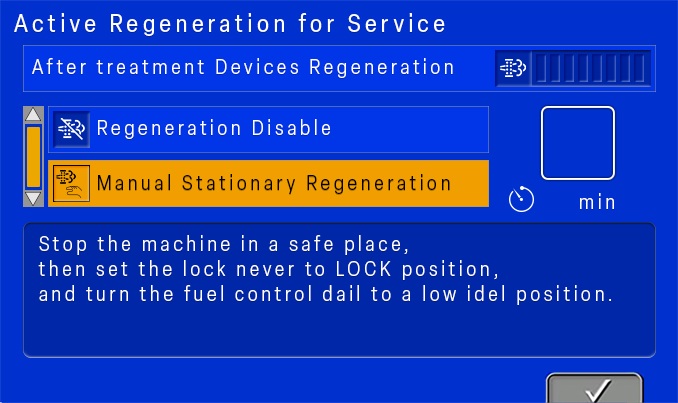 Active Regeneration for Service
After treatment Devices Regeneration
Regeneration Disable
Manual Stationary Regeneration
min
Stop the machine in a safe place,
then set the lock never to LOCK position,
and turn the fuel control dail to a low idel position.